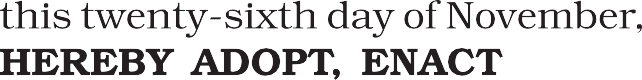 this twenty-sixth day of November,
HEREBY ADOPT, ENACT